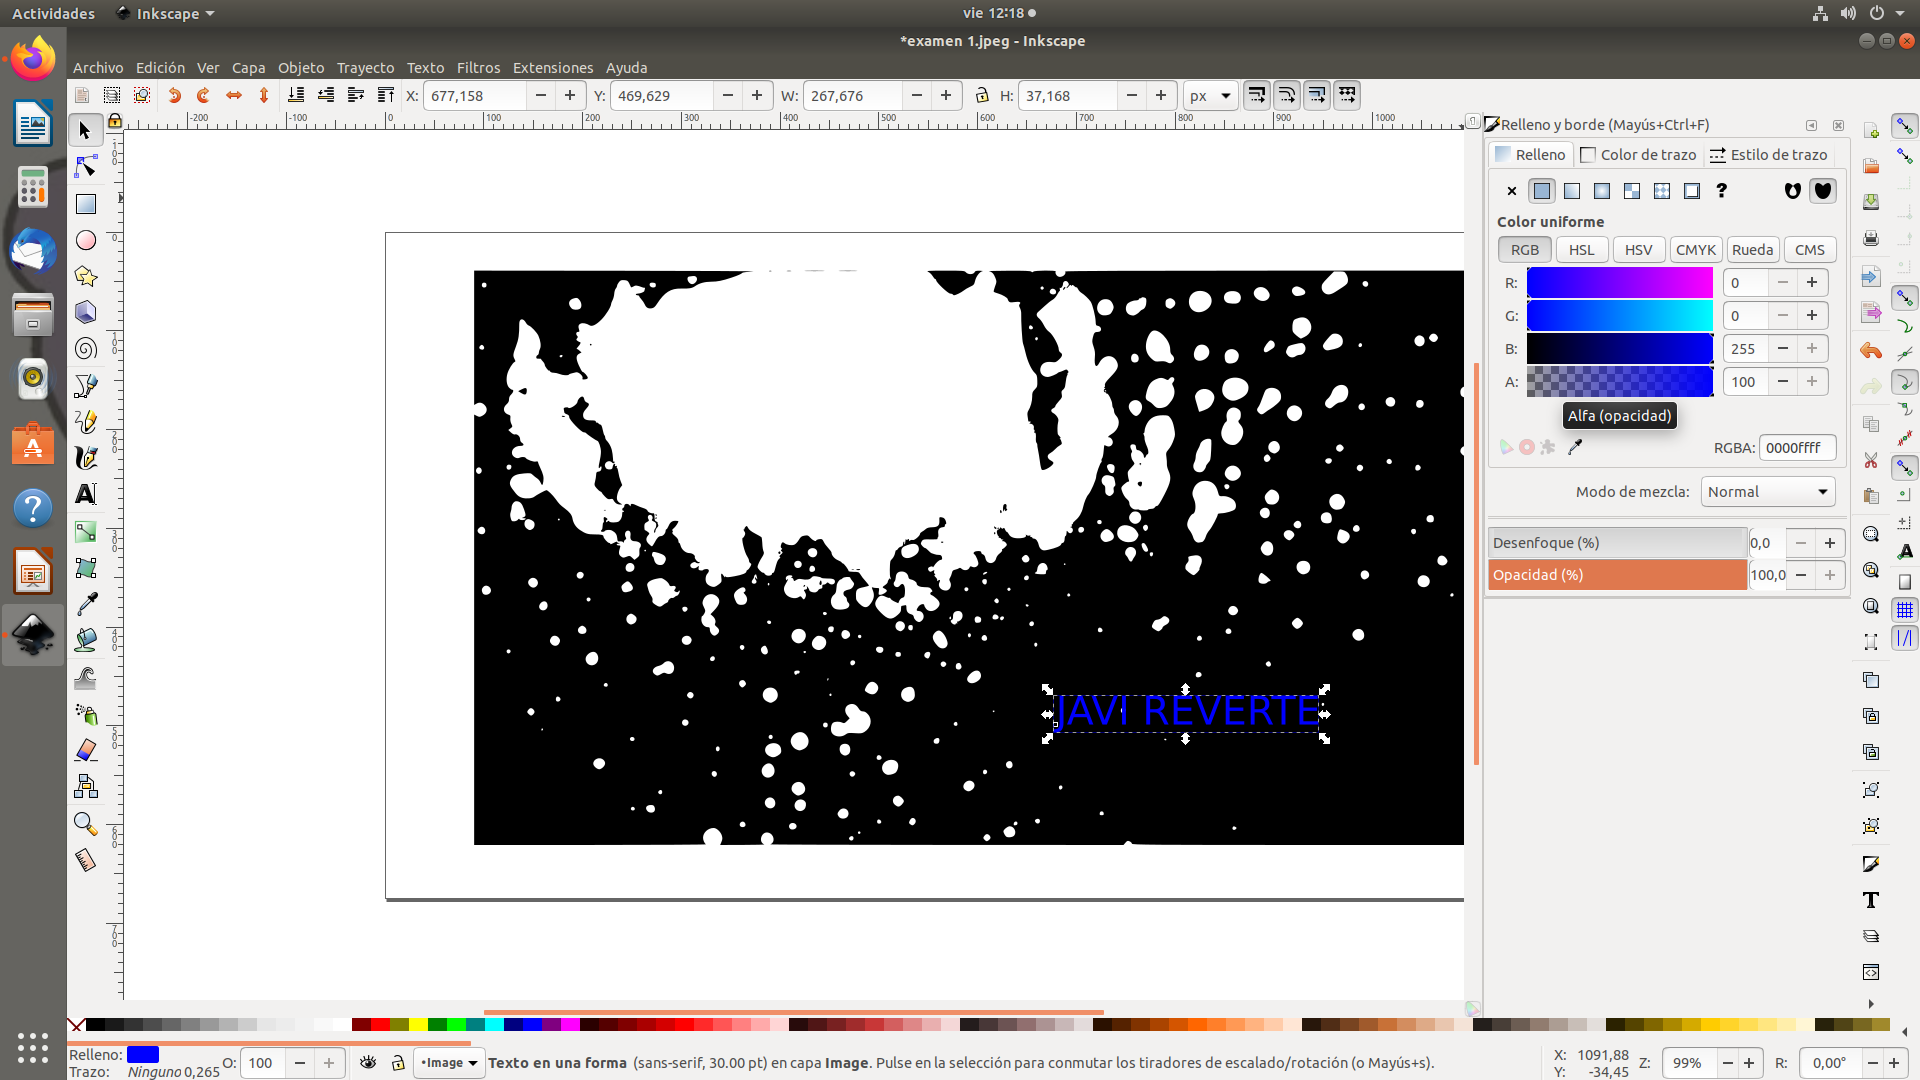 Actividades
Inkscape
vie 12:18
*examen 1.jpeg - Inkscape
Archivo Edición Ver Capa Objeto Trayecto Texto Filtros Extensiones Ayuda
X: 677,158 Y: 469,629 W: 267,676 H: 37,168 px
-200 -100 0 100 200 300 400 500 600 700 800 900 1000
Relleno y borde (Mayús+Ctrl+F)
Relleno Color de trazo Estilo de trazo
Color uniforme
RGB HSL HSV CMYK Rueda CMS
R: 0
G: 0
B: 255
A: 100
Alfa (opacidad)
RGBA: 0000ffff
Modo de mezcla: Normal
Desenfoque (%) 0,0
Opacidad (%) 100,0
JAVI REVERTE
Relleno:
Trazo: Ninguno 0,265
O: 100
•Image
Texto en una forma (sans-serif, 30.00 pt) en capa Image. Pulse en la selección para conmutar los tiradores de escalado/rotación (o Mayús+s).
X: 1091,88
Y: -34,45
Z: 99%
R: 0,00°